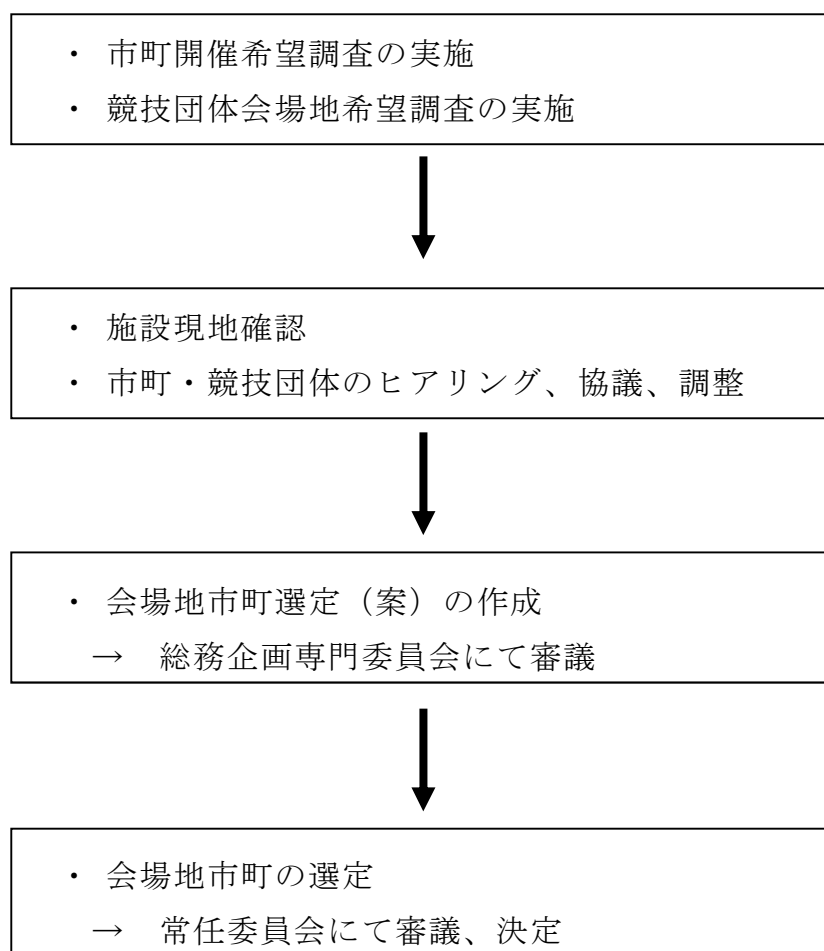 ・ 市町開催希望調査の実施
・ 競技団体会場地希望調査の実施
・ 施設現地確認
・ 市町・競技団体のヒアリング、協議、調整
・ 会場地市町選定（案）の作成
→ 総務企画専門委員会にて審議
・ 会場地市町の選定
→ 常任委員会にて審議、決定